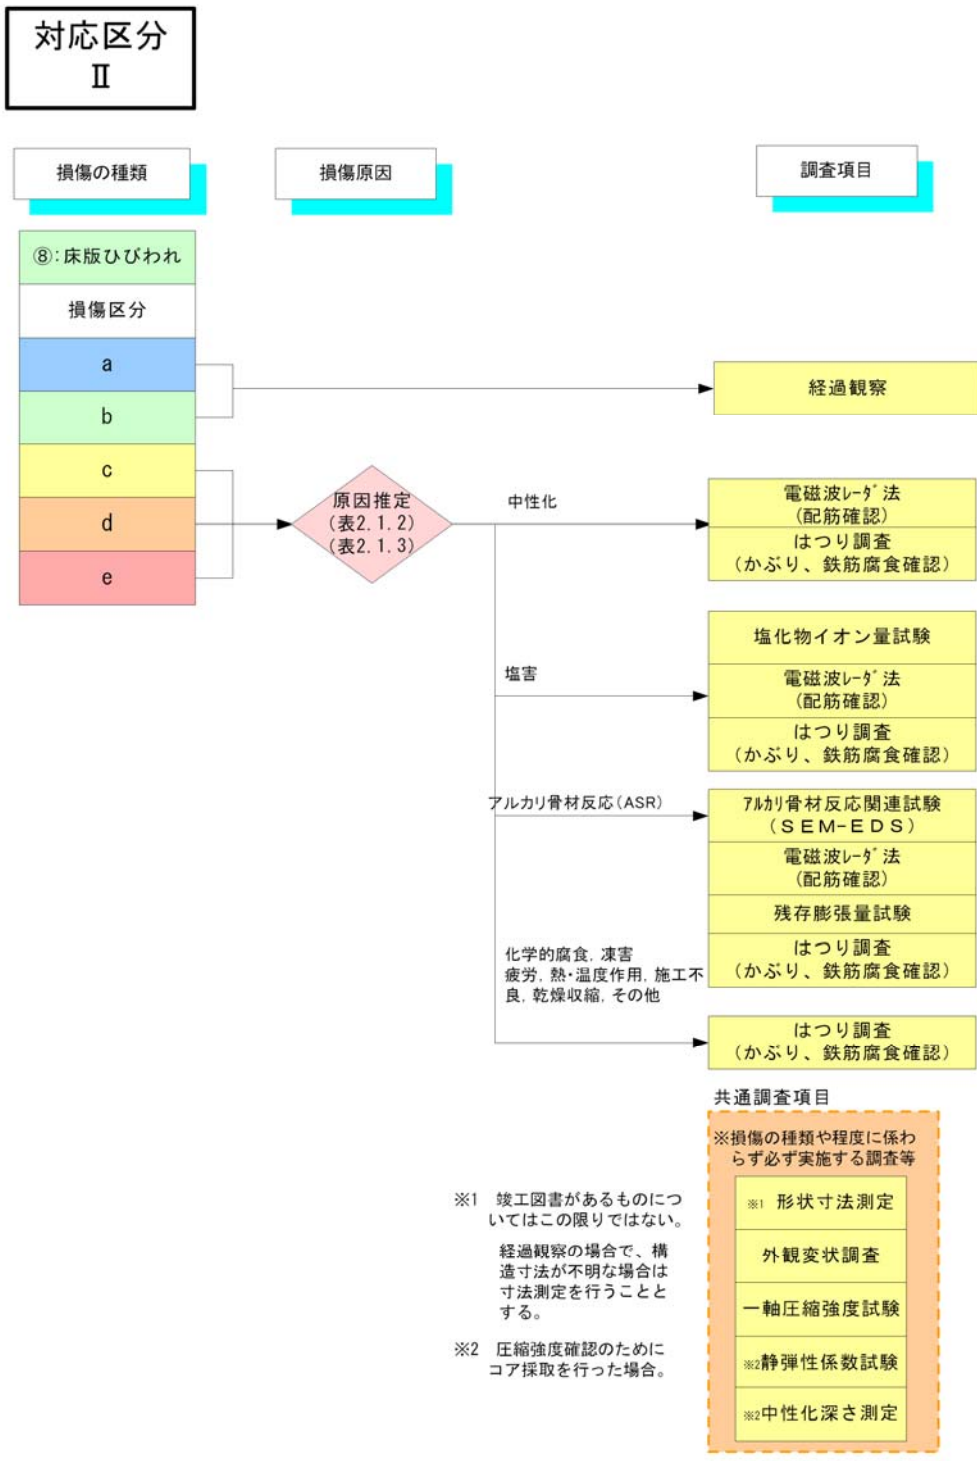 対応区分
Ⅱ
損傷の種類
損傷原因
調査項目
⑧:床版ひびわれ
損傷区分
a
b
c
d
e
経過観察
原因推定
(表2.1.2)
(表2.1.3)
中性化
電磁波ﾚｰﾀﾞ法
(配筋確認)
はつり調査
(かぶり、鉄筋腐食確認)
塩害
塩化物イオン量試験
電磁波ﾚｰﾀﾞ法
(配筋確認)
はつり調査
(かぶり、鉄筋腐食確認)
アルカリ骨材反応(ASR)
ｱﾙｶﾘ骨材反応関連試験
(ＳＥＭ-ＥＤＳ)
電磁波ﾚｰﾀﾞ法
(配筋確認)
残存膨張量試験
はつり調査
(かぶり、鉄筋腐食確認)
化学的腐食, 凍害
疲労, 熱・温度作用, 施工不
良, 乾燥収縮, その他
はつり調査
(かぶり、鉄筋腐食確認)
共通調査項目
※損傷の種類や程度に係わ
らず必ず実施する調査等
※1 形状寸法測定
外観変状調査
一軸圧縮強度試験
※2静弾性係数試験
※2中性化深さ測定
※1 竣工図書があるものにつ
いてはこの限りではない。
経過観察の場合で、構
造寸法が不明な場合は
寸法測定を行うことと
する。
※2 圧縮強度確認のために
コア採取を行った場合。